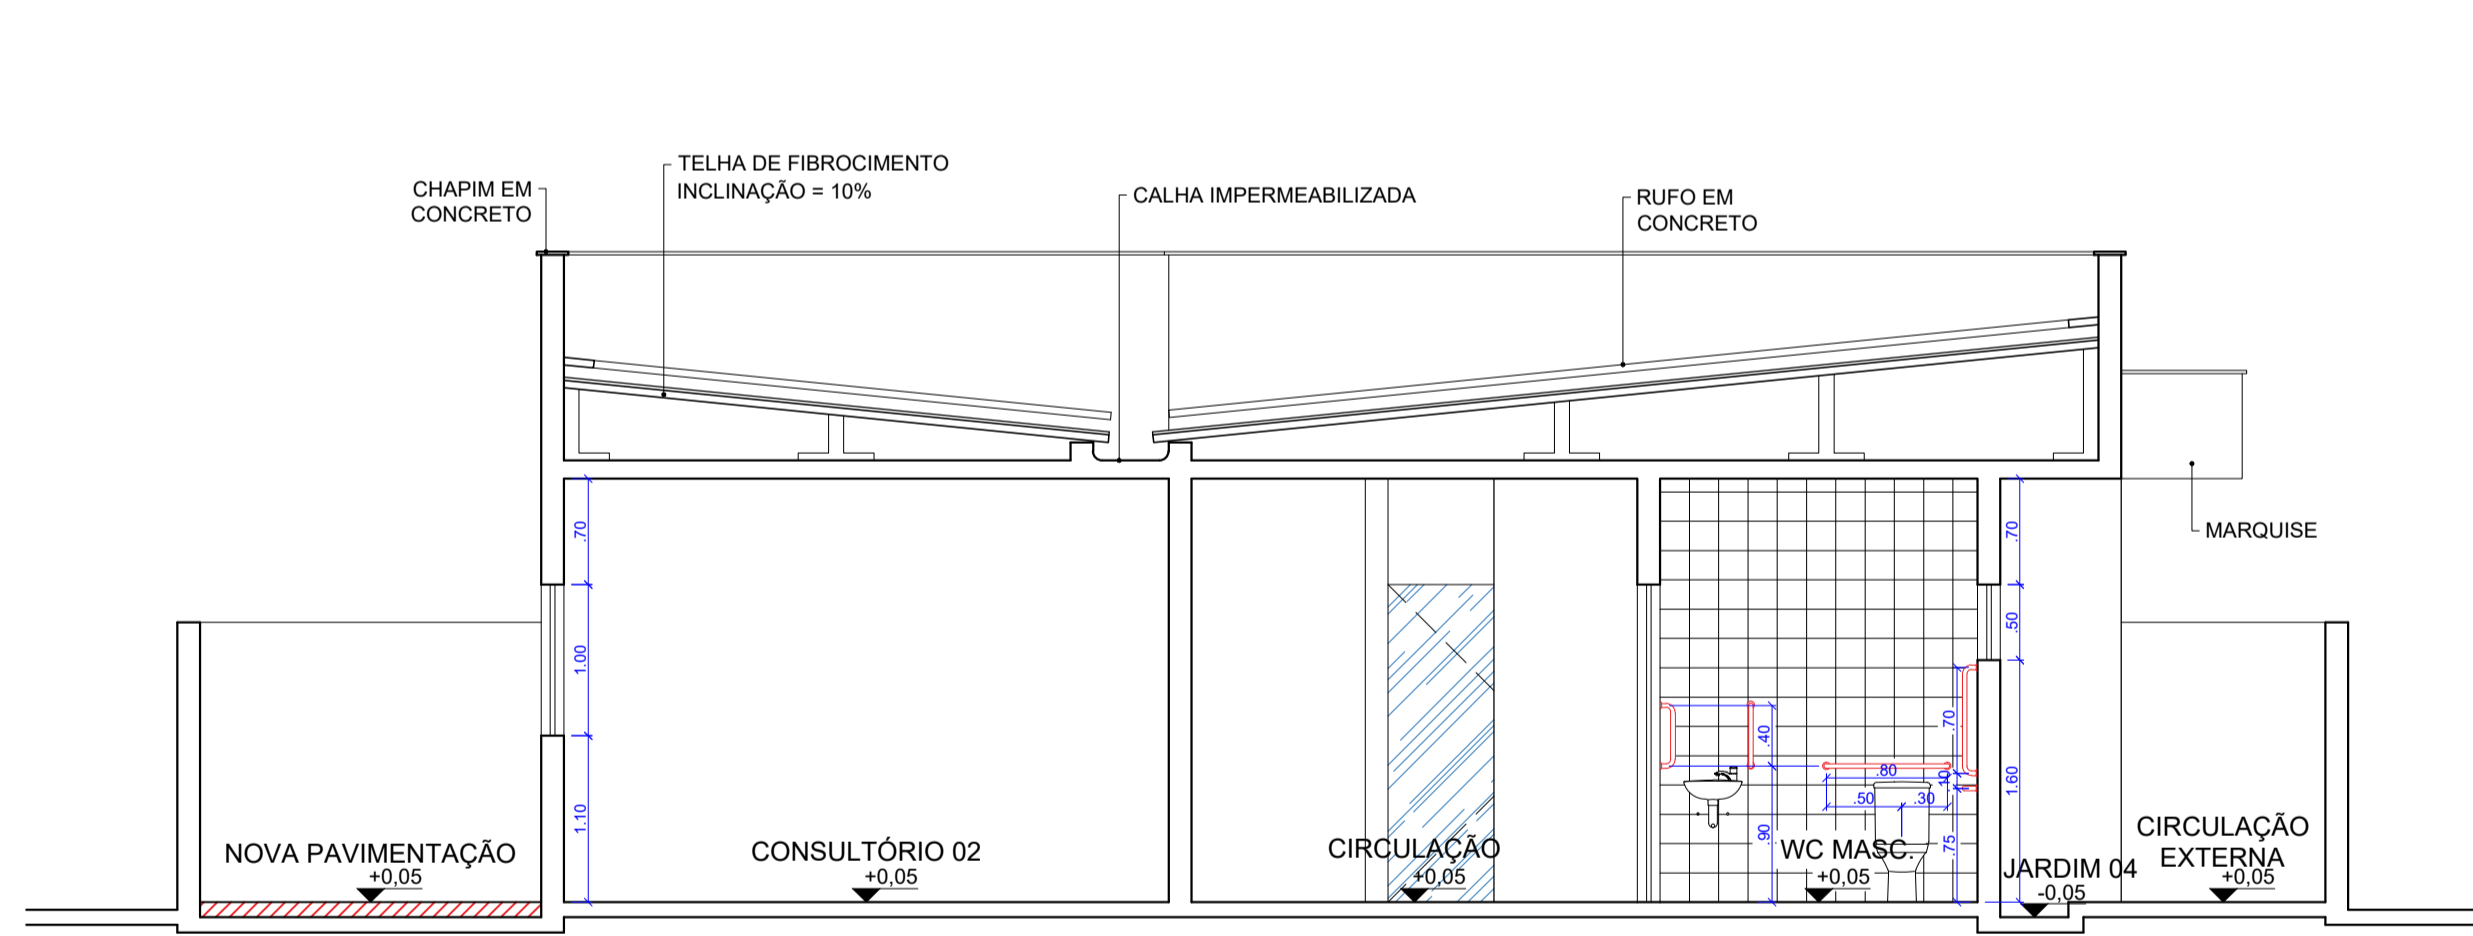 TELHA DE FIBROCIMENTO
INCLINAÇÃO = 10%
CHAPIM EM
CONCRETO
CALHA IMPERMEABILIZADA
RUFO EM
CONCRETO
MARQUISE
.70
1.00
1.10
.70
.50
1.60
.40
.90
.80
.50
.30
.70
.10
.75
NOVA PAVIMENTAÇÃO
+0,05
CONSULTÓRIO 02
+0,05
CIRCULAÇÃO
+0,05
WC MASC.
+0,05
JARDIM 04
-0,05
CIRCULAÇÃO
EXTERNA
+0,05